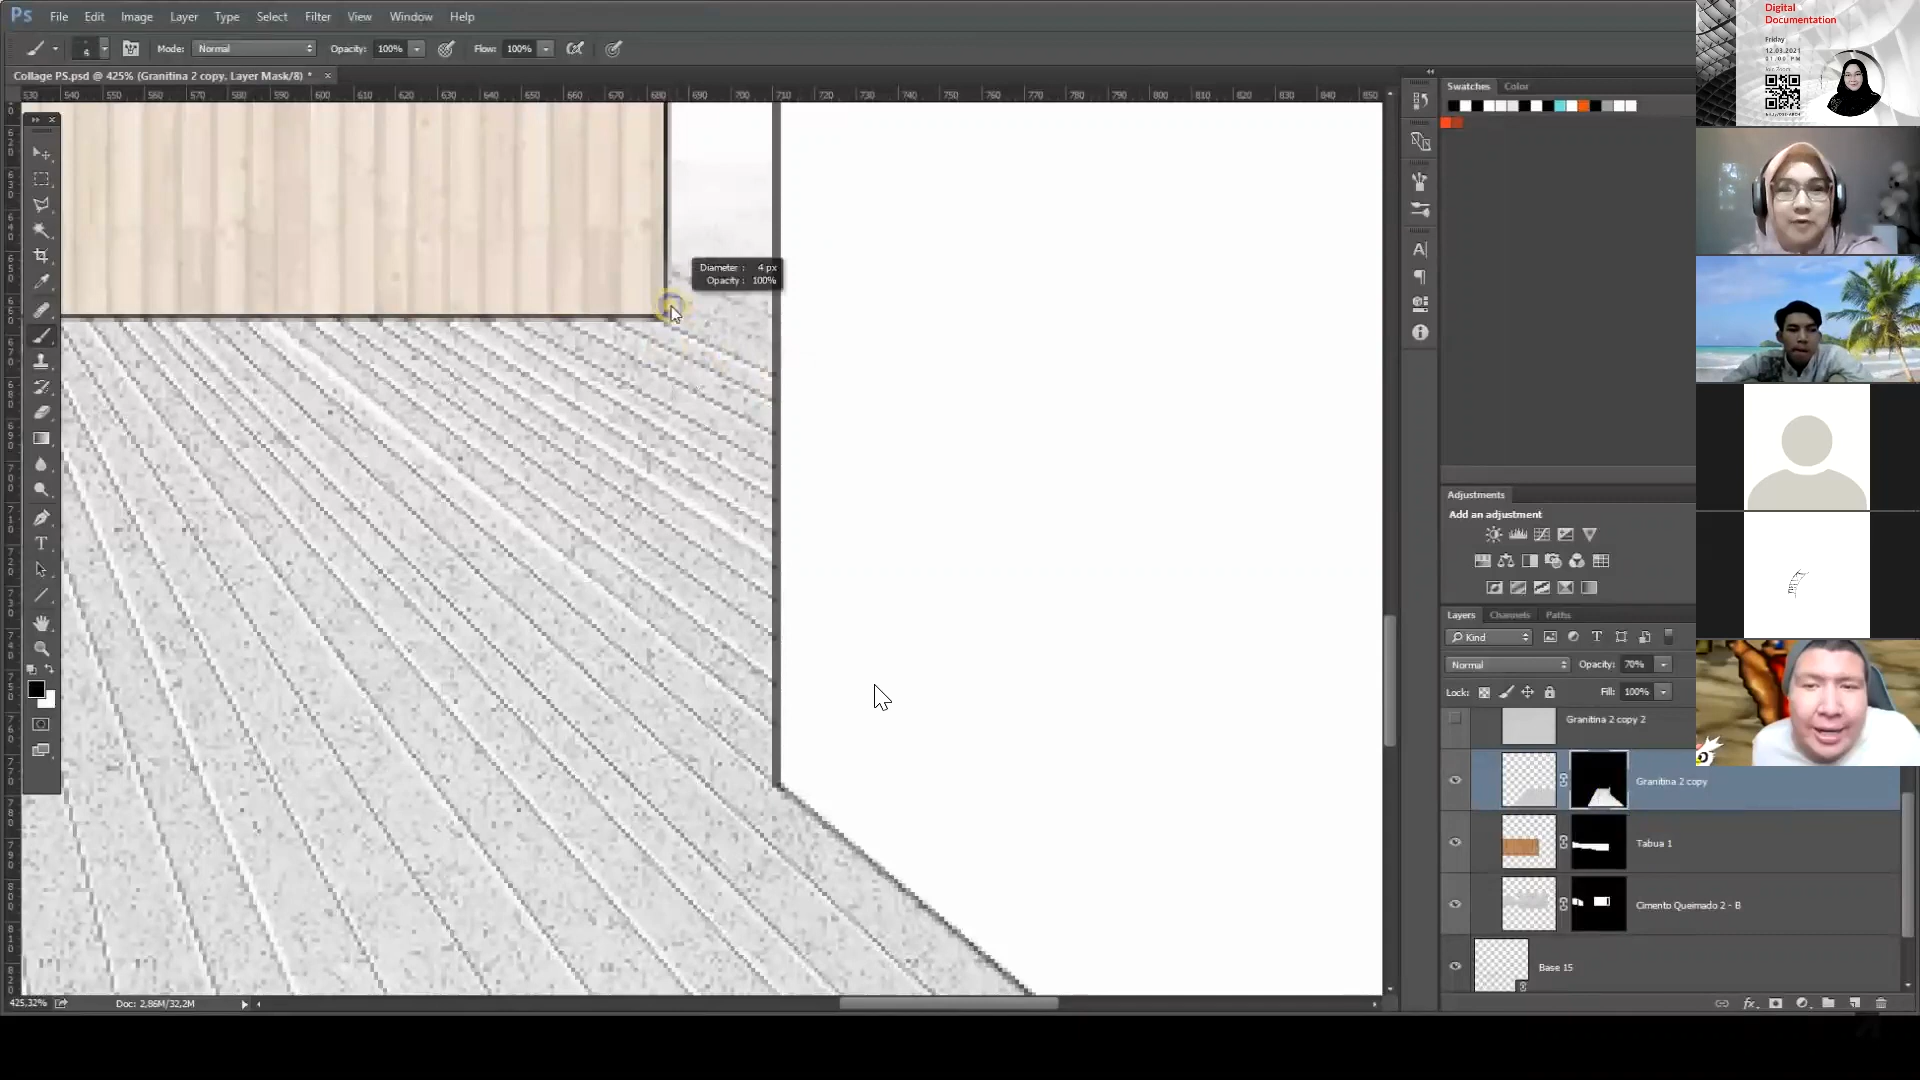 Ps File Edit Image Layer Type Select Filter View Window Help
Mode: Normal Opacity: 100% Flow: 100%
Collage PS.psd @ 425% (Granitina 2 copy, Layer Mask/8) * ×
530 540 550 560 570 580 590 600 610 620 630 640 650 660 670 680 690 700 710 720 730 740 750 760 770 780 790 800 810 820 830 840 850
Diameter : 4 px
Opacity : 100%
Swatches Color
Adjustments
Add an adjustment
Layers Channels Paths
Kind
Normal Opacity: 70%
Lock: Fill: 100%
Granitina 2 copy 2
Granitina 2 copy
Tabua 1
Cimento Queimado 2 - B
Base 15
425,32% Doc: 2,86M/32,2M
Digital
Documentation
Friday
12.03.2021